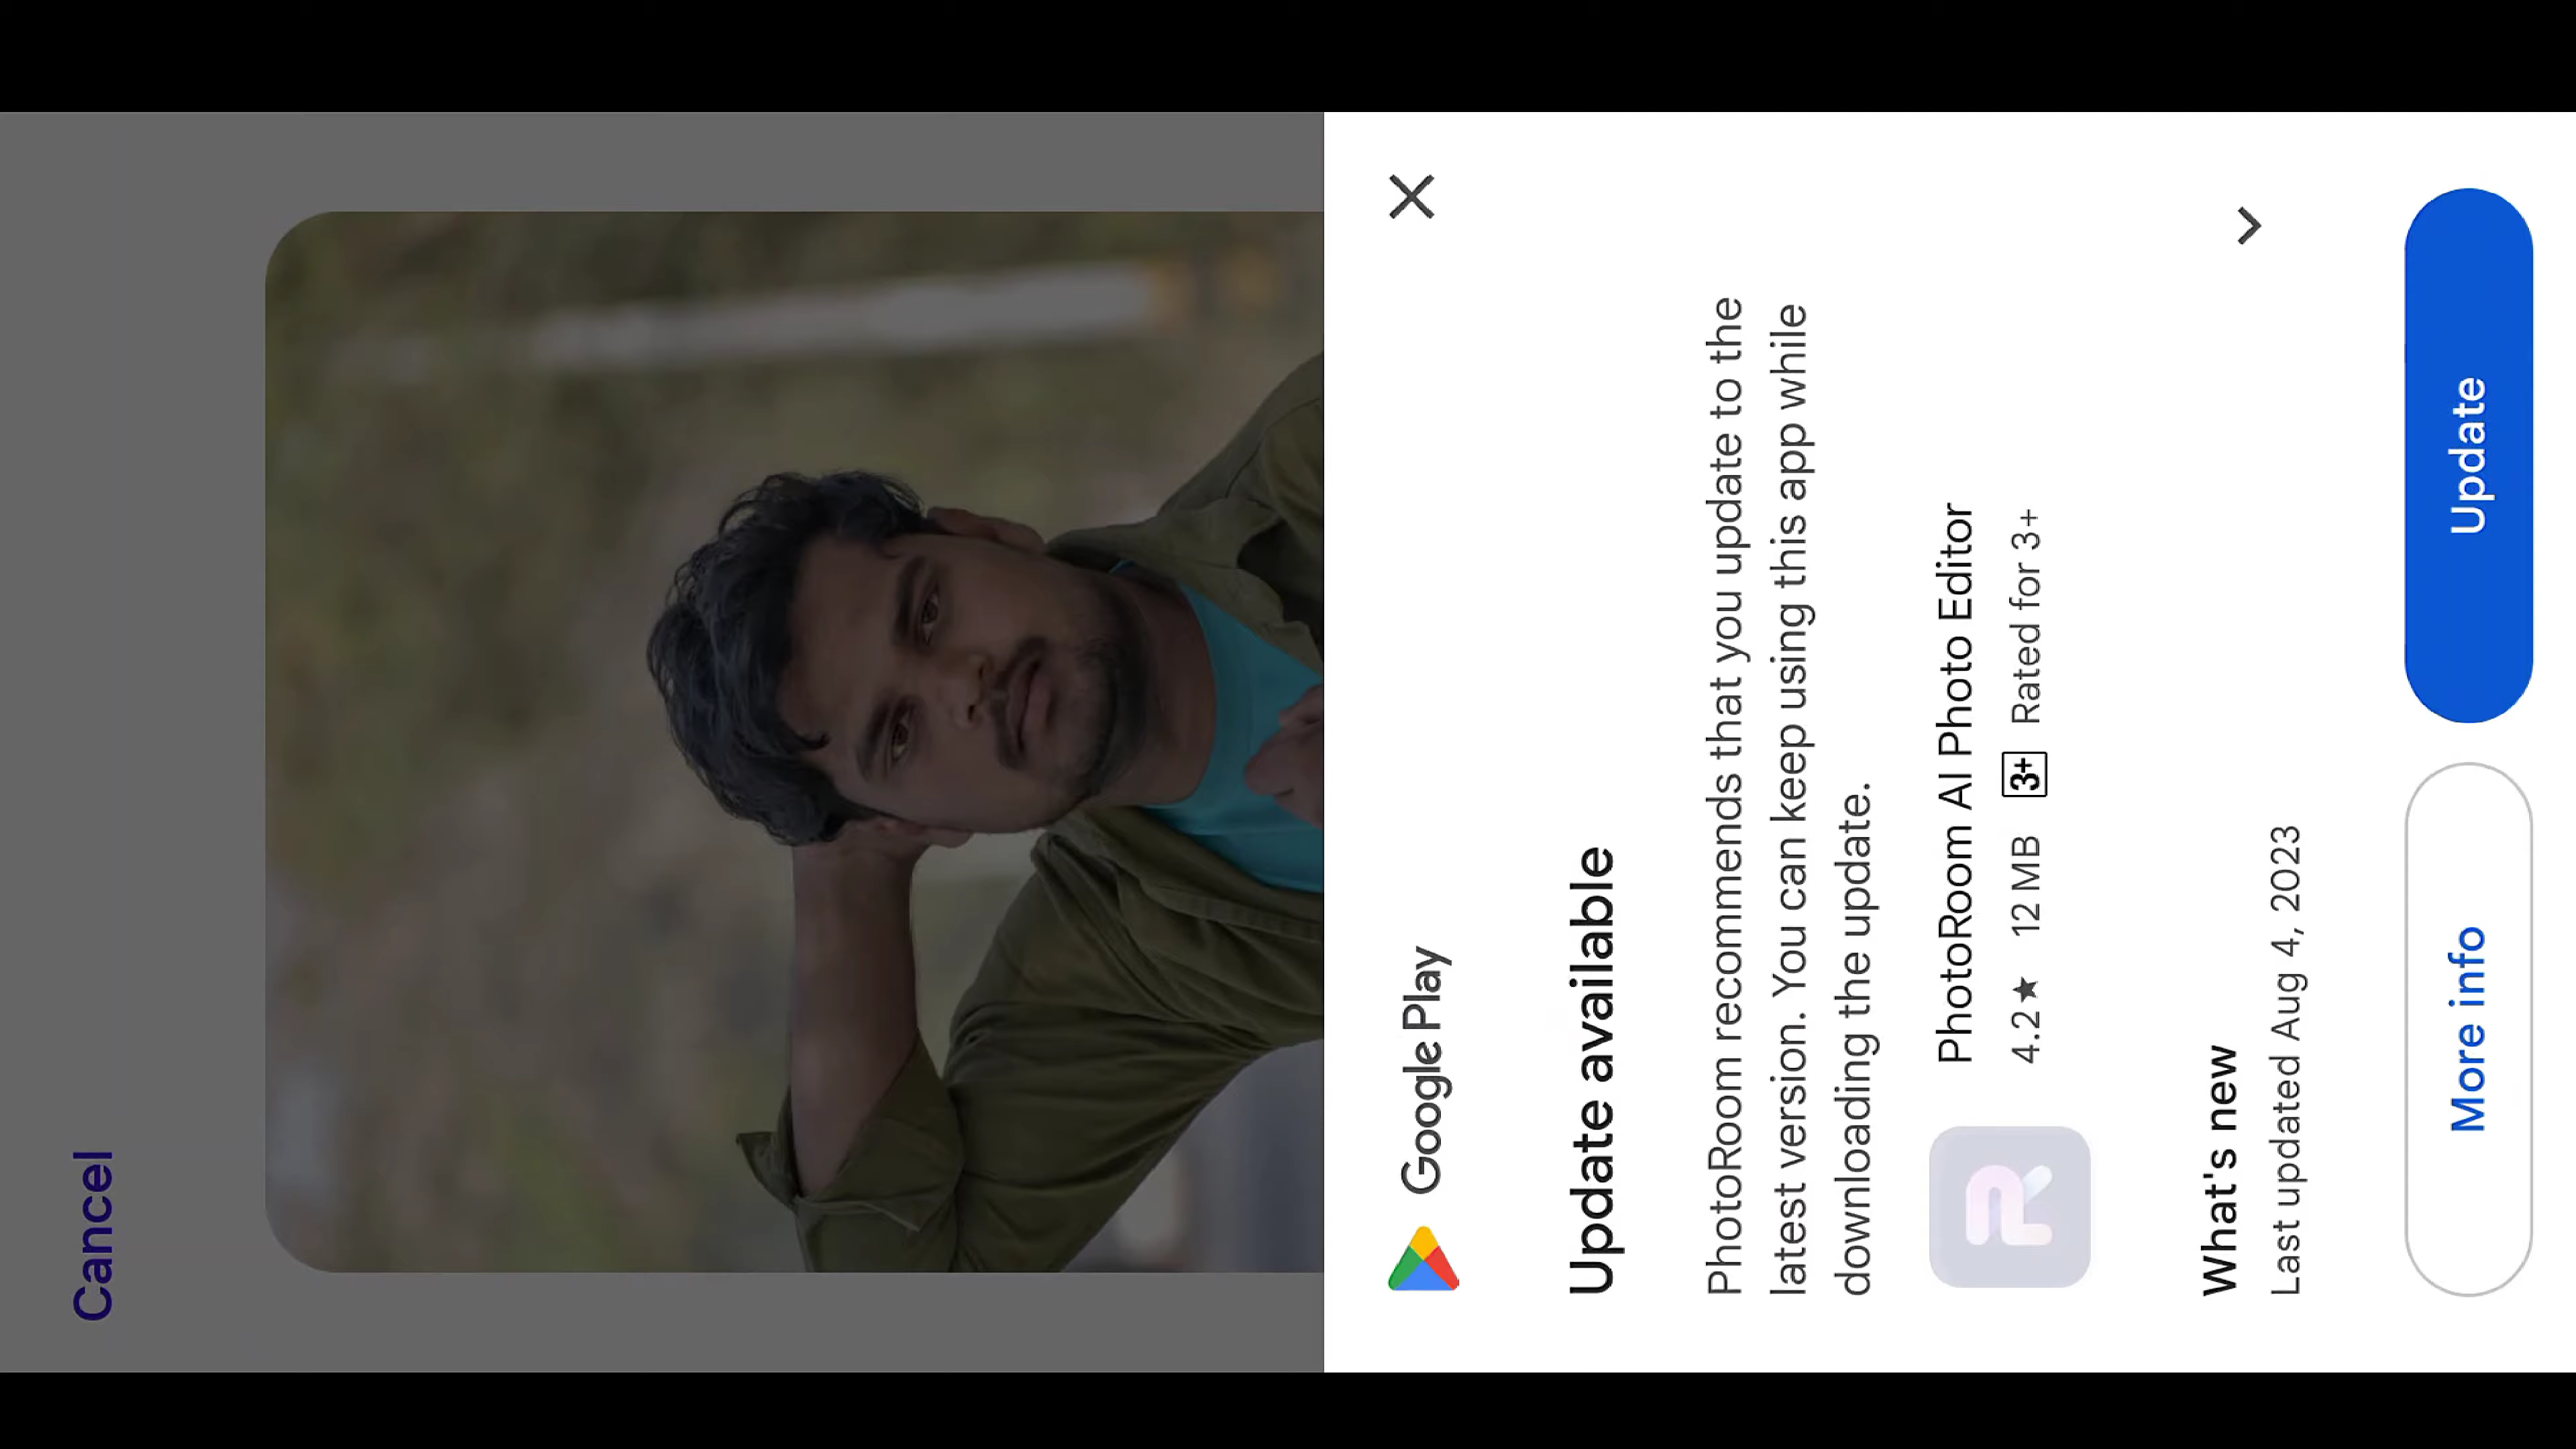 Cancel
Google Play
Update available
PhotoRoom recommends that you update to the
latest version. You can keep using this app while
downloading the update.
PhotoRoom AI Photo Editor
4.2★ 12 MB 3+ Rated for 3+
What's new
Last updated Aug 4, 2023
More info Update